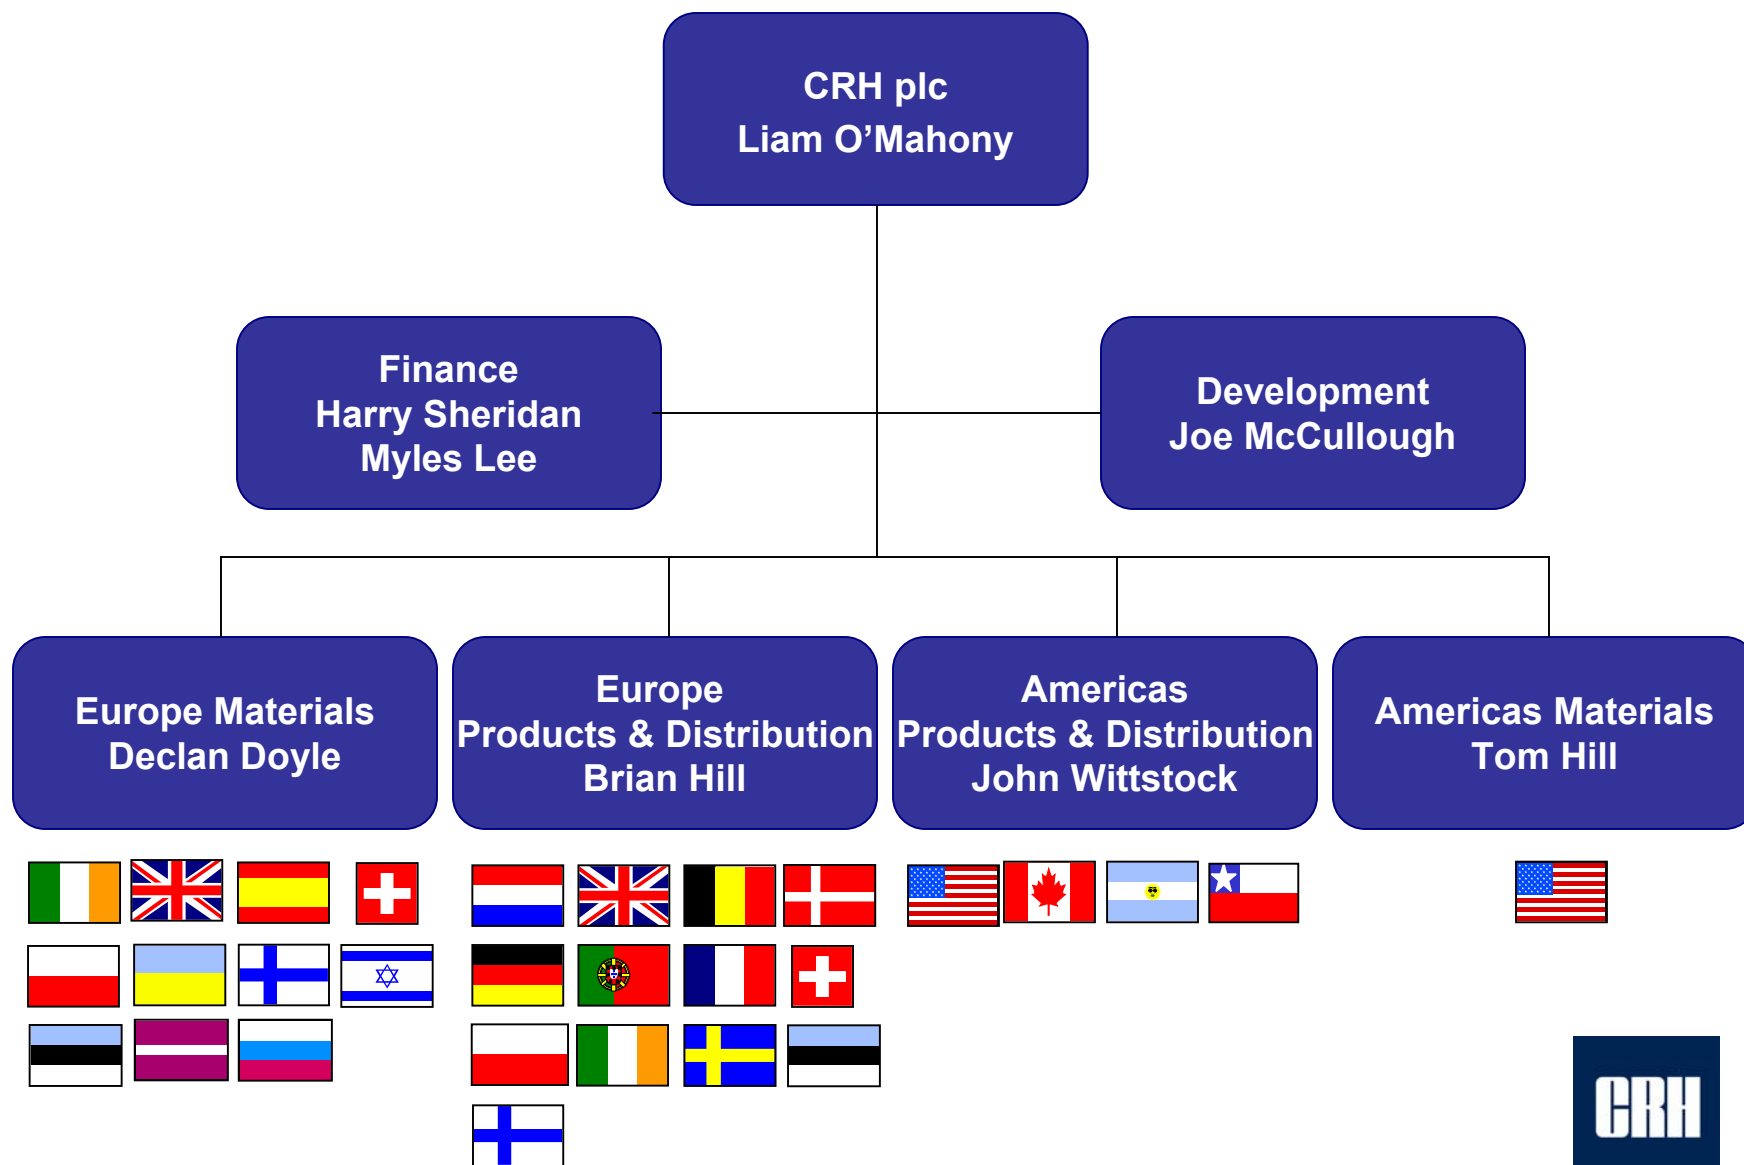 CRH plc
Liam O’Mahony
Finance
Harry Sheridan
Myles Lee
Development
Joe McCullough
Europe Materials
Declan Doyle
Europe
Products & Distribution
Brian Hill
Americas
Products & Distribution
John Wittstock
Americas Materials
Tom Hill
CRH